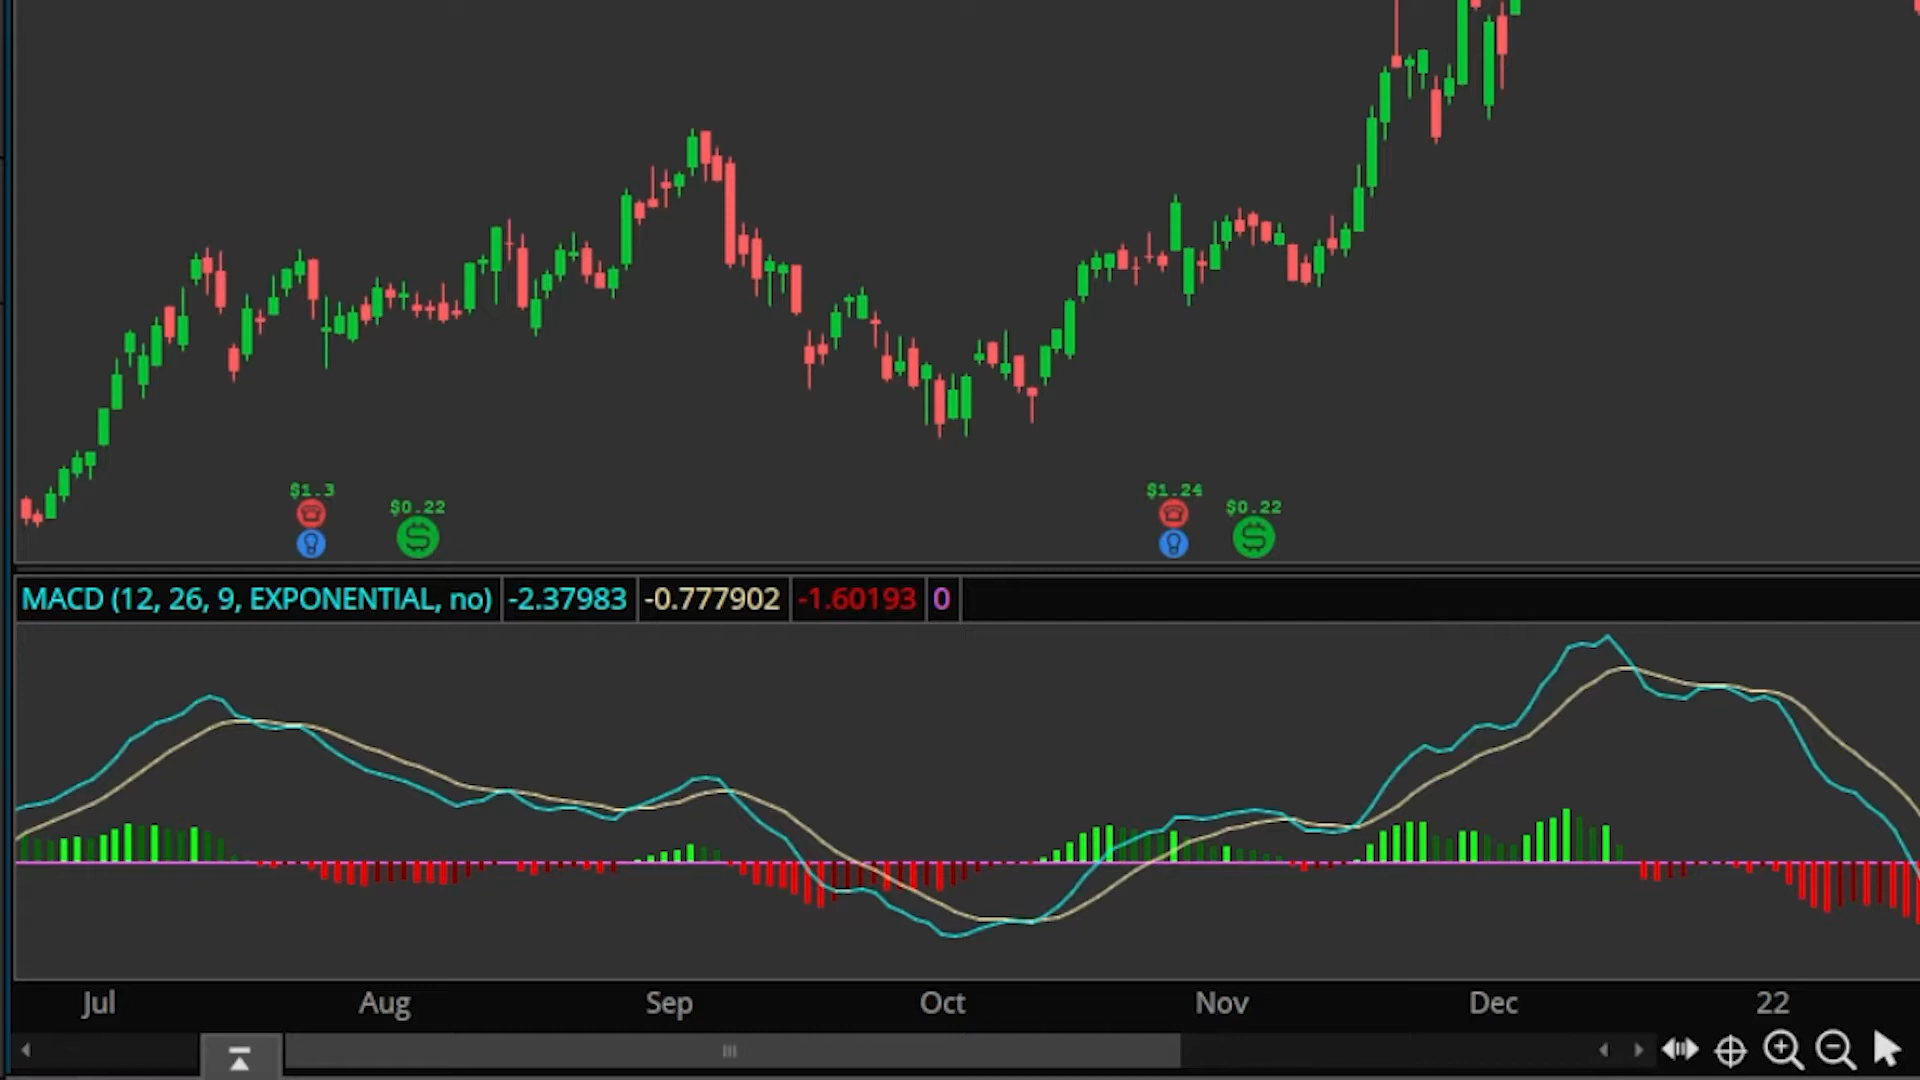 $1.3
$0.22
$1.24
$0.22
MACD (12, 26, 9, EXPONENTIAL, no) -2.37983 -0.777902 -1.60193 0
Jul Aug Sep Oct Nov Dec 22